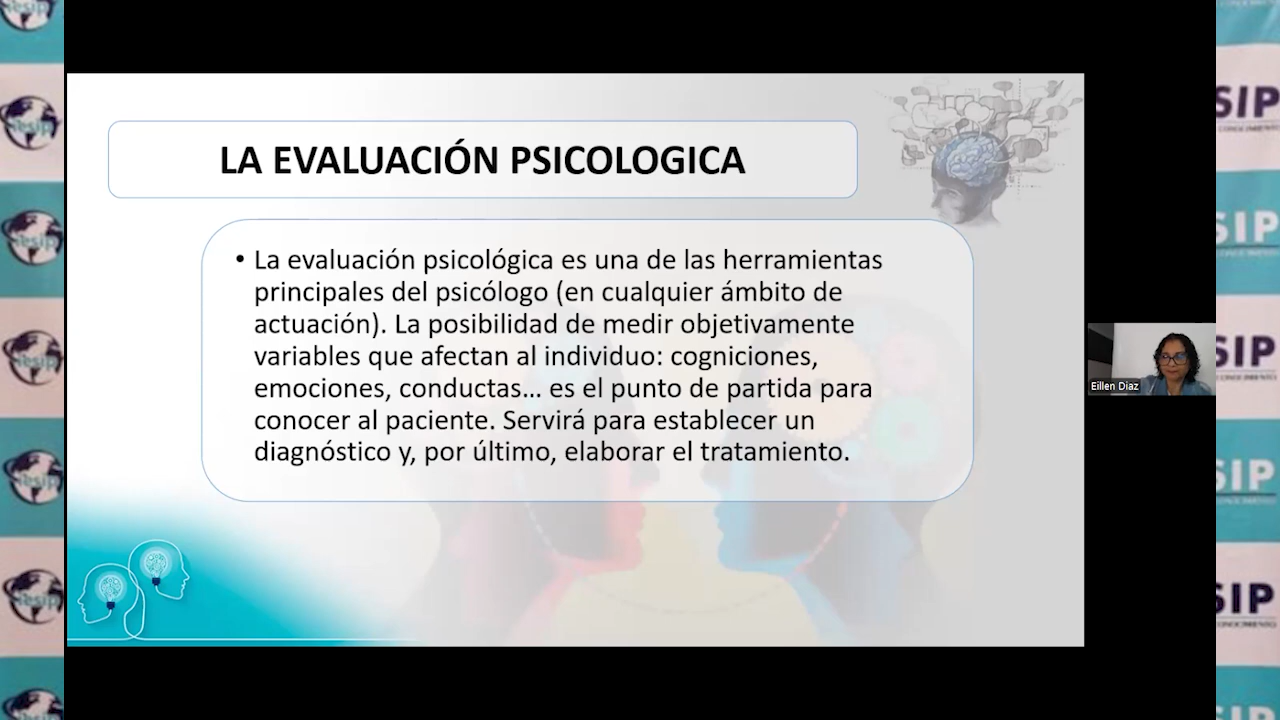 LA EVALUACIÓN PSICOLOGICA
• La evaluación psicológica es una de las herramientas
principales del psicólogo (en cualquier ámbito de
actuación). La posibilidad de medir objetivamente
variables que afectan al individuo: cogniciones,
emociones, conductas... es el punto de partida para
conocer al paciente. Servirá para establecer un
diagnóstico y, por último, elaborar el tratamiento.
Eillen Diaz
SIP
SIP
SIP
SIP
SIP